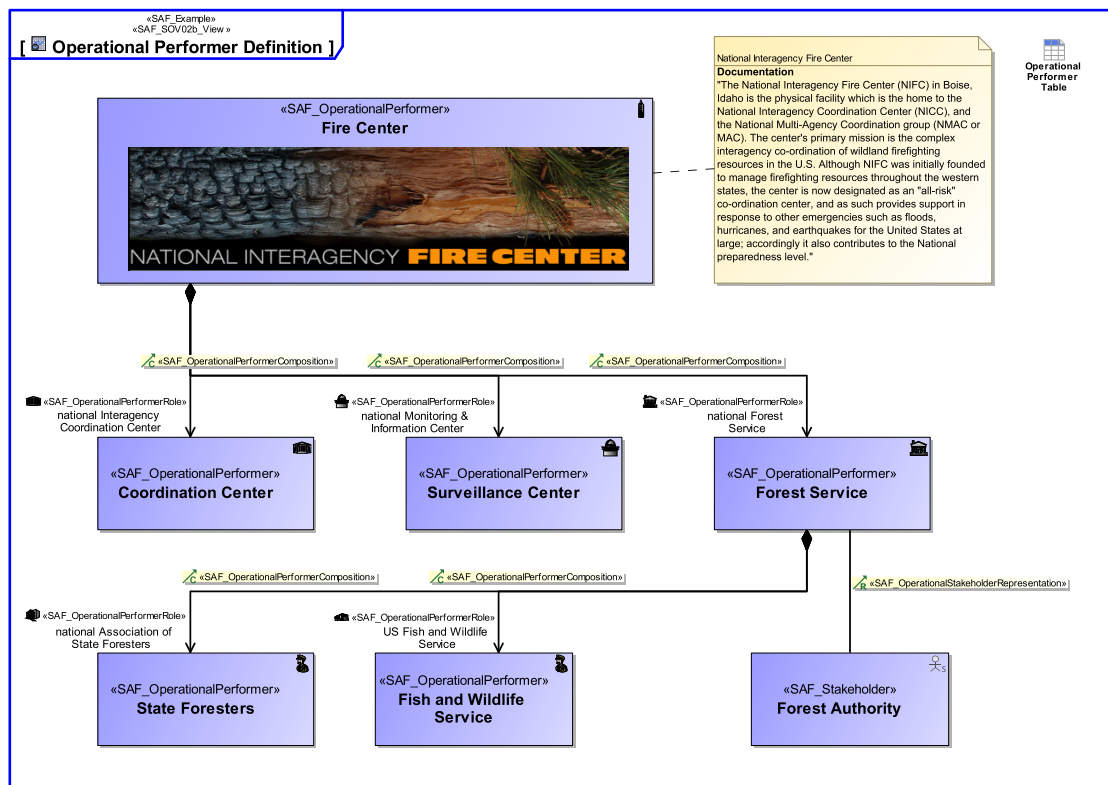 «SAF_Example»
«SAF_SOV02b_View »
[ Operational Performer Definition ]
«SAF_OperationalPerformer»
Fire Center
NATIONAL INTERAGENCY FIRE CENTER
National Interagency Fire Center
Documentation
"The National Interagency Fire Center (NIFC) in Boise,
Idaho is the physical facility which is the home to the
National Interagency Coordination Center (NICC), and
the National Multi-Agency Coordination group (NMAC or
MAC). The center's primary mission is the complex
interagency co-ordination of wildland firefighting
resources in the U.S. Although NIFC was initially founded
to manage firefighting resources throughout the western
states, the center is now designated as an "all-risk"
co-ordination center, and as such provides support in
response to other emergencies such as floods,
hurricanes, and earthquakes for the United States at
large; accordingly it also contributes to the National
preparedness level."
Operational
Performer
Table
«SAF_OperationalPerformerComposition»
«SAF_OperationalPerformerComposition»
«SAF_OperationalPerformerComposition»
«SAF_OperationalPerformerRole»
national Interagency
Coordination Center
«SAF_OperationalPerformerRole»
national Monitoring &
Information Center
«SAF_OperationalPerformerRole»
national Forest
Service
«SAF_OperationalPerformer»
Coordination Center
«SAF_OperationalPerformer»
Surveillance Center
«SAF_OperationalPerformer»
Forest Service
«SAF_OperationalPerformerComposition»
«SAF_OperationalPerformerComposition»
«SAF_OperationalStakeholderRepresentation»
«SAF_OperationalPerformerRole»
national Association of
State Foresters
«SAF_OperationalPerformerRole»
US Fish and Wildlife
Service
«SAF_OperationalPerformer»
State Foresters
«SAF_OperationalPerformer»
Fish and Wildlife
Service
«SAF_Stakeholder»
Forest Authority